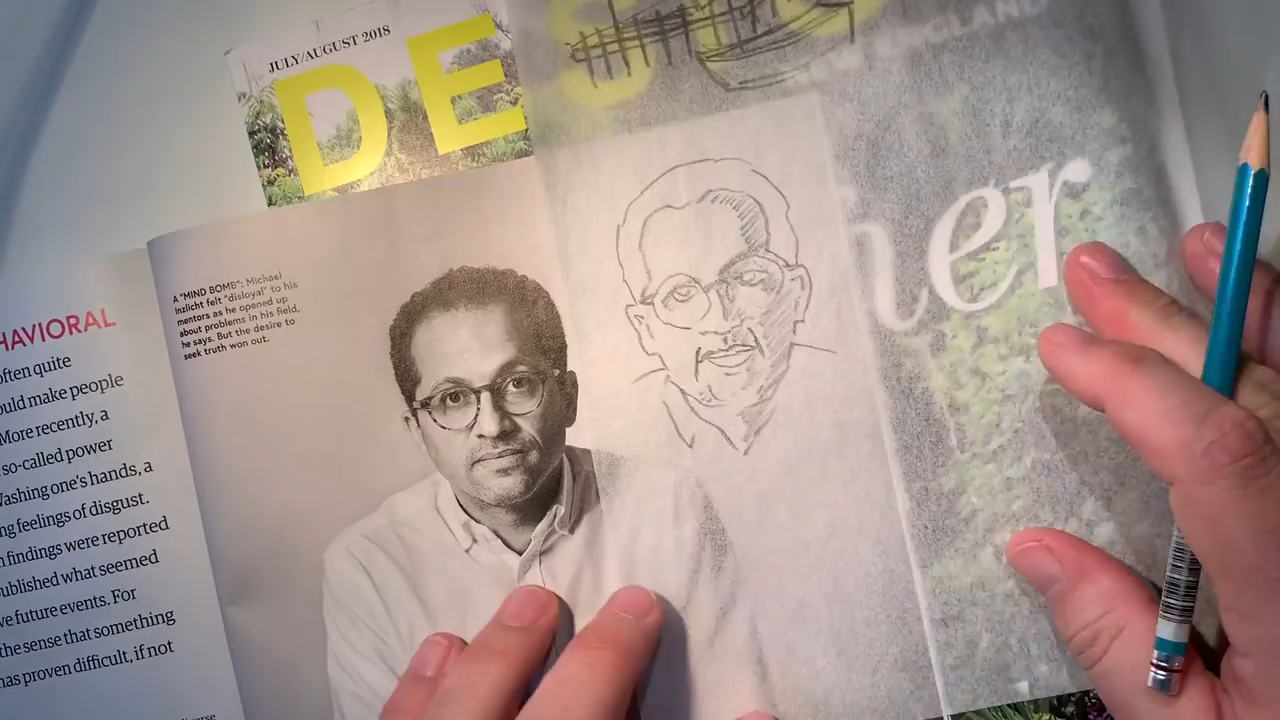 JULY/AUGUST 2018
DE
ENGLAND
her
A "MIND BOMB": Michael
Inzlicht felt "disloyal" to his
mentors as he opened up
about problems in his field,
he says. But the desire to
seek truth won out.
HAVIORAL
often quite
ould make people
More recently, a
so-called power
Washing one's hands, a
ng feelings of disgust.
n findings were reported
ublished what seemed
ve future events. For
the sense that something
has proven difficult, if not